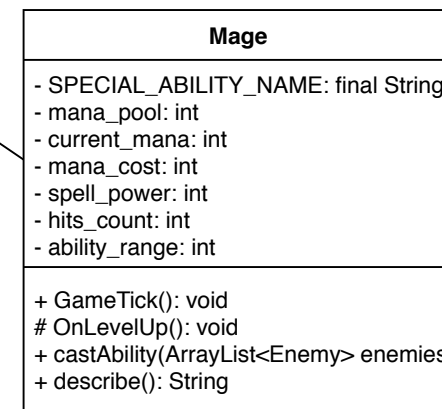 Mage
- SPECIAL_ABILITY_NAME: final String
- mana_pool: int
- current_mana: int
- mana_cost: int
- spell_power: int
- hits_count: int
- ability_range: int
+ GameTick(): void
# OnLevelUp(): void
+ castAbility(ArrayList<Enemy> enemies
+ describe(): String